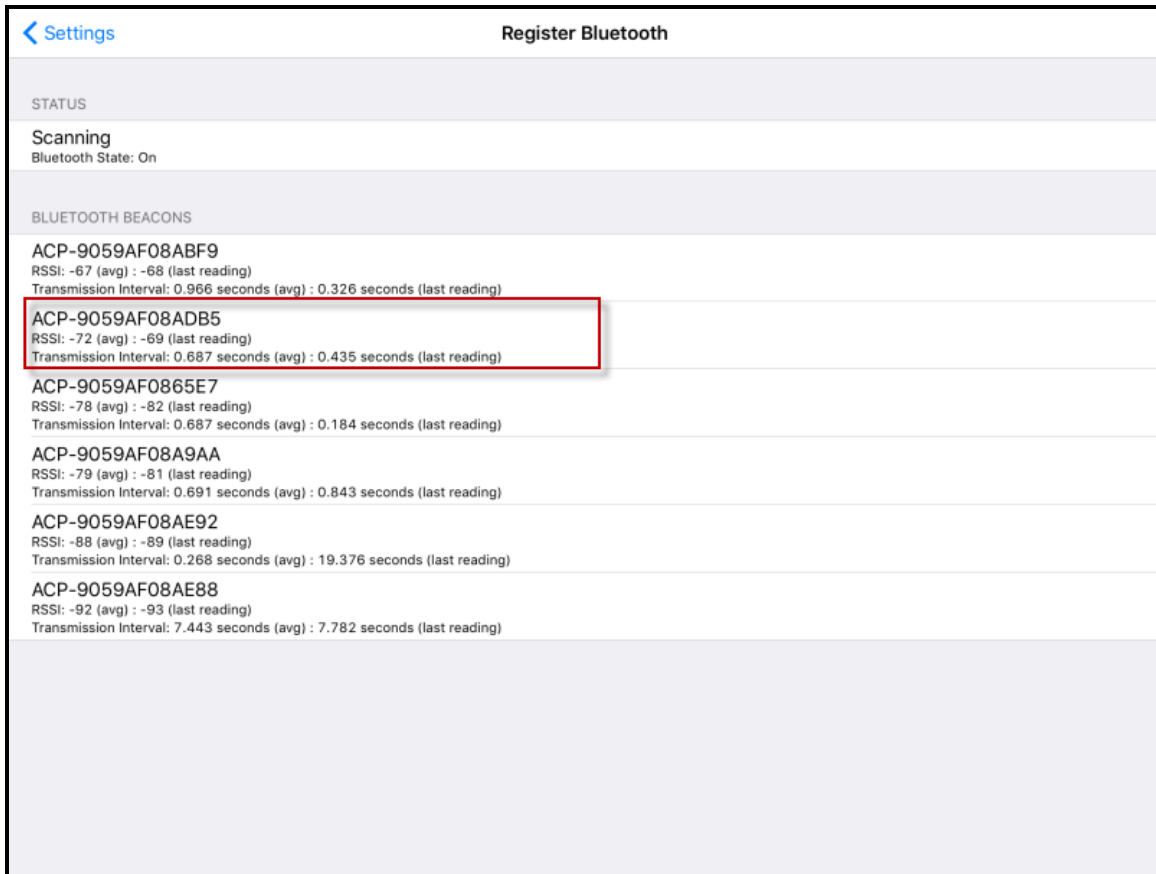 Settings
Register Bluetooth
STATUS
Scanning
Bluetooth State: On
BLUETOOTH BEACONS
ACP-9059AF08ABF9
RSSI: -67 (avg) : -68 (last reading)
Transmission Interval: 0.966 seconds (avg) : 0.326 seconds (last reading)
ACP-9059AF08ADB5
RSSI: -72 (avg) : -69 (last reading)
Transmission Interval: 0.687 seconds (avg) : 0.435 seconds (last reading)
ACP-9059AF0865E7
RSSI: -78 (avg) : -82 (last reading)
Transmission Interval: 0.687 seconds (avg) : 0.184 seconds (last reading)
ACP-9059AF08A9AA
RSSI: -79 (avg) : -81 (last reading)
Transmission Interval: 0.691 seconds (avg) : 0.843 seconds (last reading)
ACP-9059AF08AE92
RSSI: -88 (avg) : -89 (last reading)
Transmission Interval: 0.268 seconds (avg) : 19.376 seconds (last reading)
ACP-9059AF08AE88
RSSI: -92 (avg) : -93 (last reading)
Transmission Interval: 7.443 seconds (avg) : 7.782 seconds (last reading)